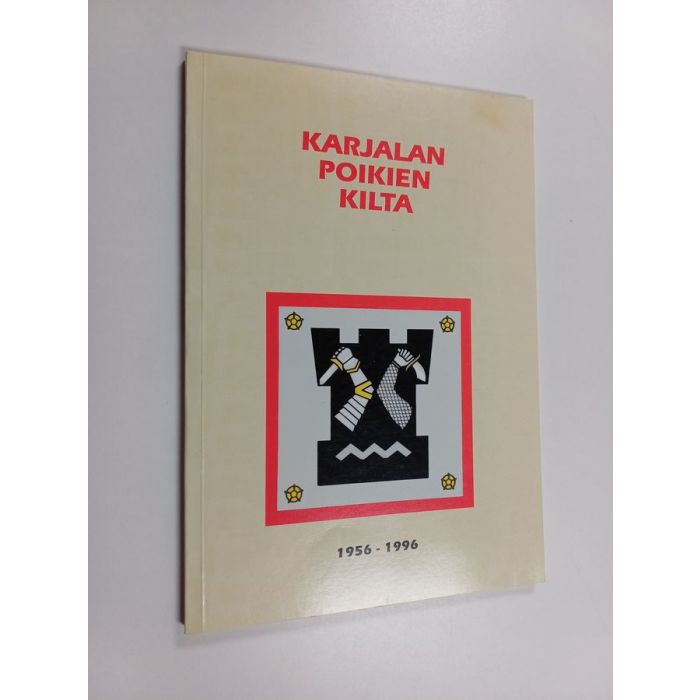 KARJALAN
POIKIEN
KILTA
1956 - 1996